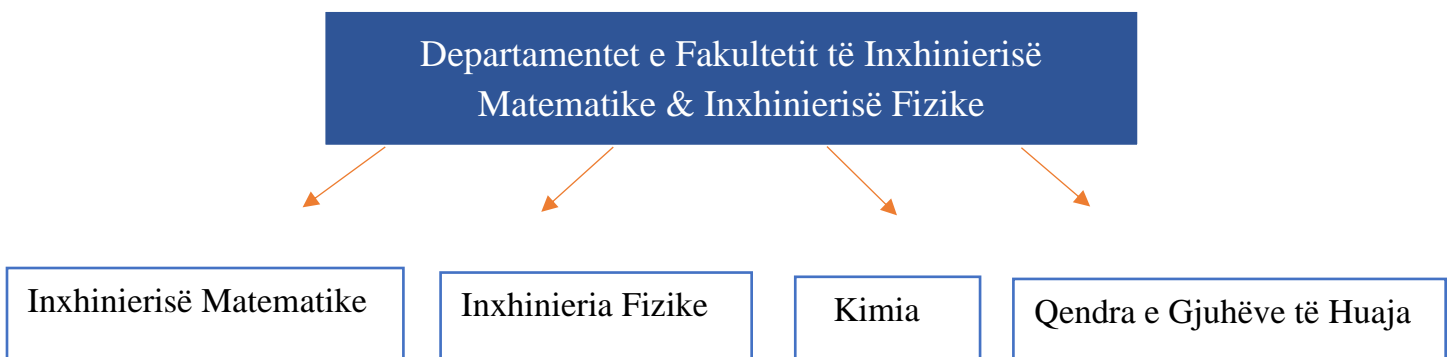 Departamentet e Fakultetit të Inxhinierisë
Matematike & Inxhinierisë Fizike
Inxhinierisë Matematike
Inxhinieria Fizike
Kimia
Qendra e Gjuhëve të Huaja